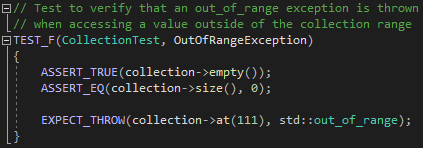 // Test to verify that an out_of_range exception is thrown
// when accessing a value outside of the collection range
TEST_F(CollectionTest, OutOfRangeException)
{
    ASSERT_TRUE(collection->empty());
    ASSERT_EQ(collection->size(), 0);

    EXPECT_THROW(collection->at(111), std::out_of_range);
}